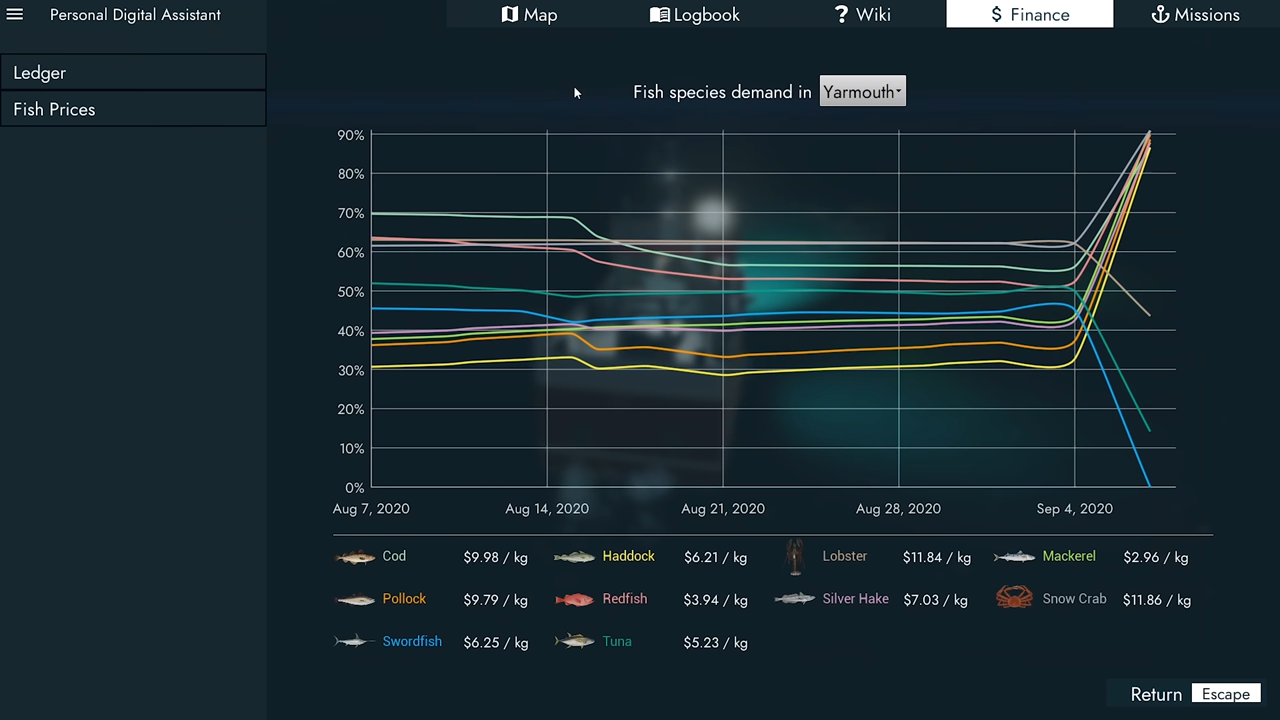 Personal Digital Assistant
Map
Logbook
Wiki
$ Finance
Missions
Ledger
Fish Prices
Fish species demand in Yarmouth
90%
80%
70%
60%
50%
40%
30%
20%
10%
0%
Aug 7, 2020 Aug 14, 2020 Aug 21, 2020 Aug 28, 2020 Sep 4, 2020
Cod $9.98 / kg Haddock $6.21 / kg Lobster $11.84 / kg Mackerel $2.96 / kg
Pollock $9.79 / kg Redfish $3.94 / kg Silver Hake $7.03 / kg Snow Crab $11.86 / kg
Swordfish $6.25 / kg Tuna $5.23 / kg
Return Escape